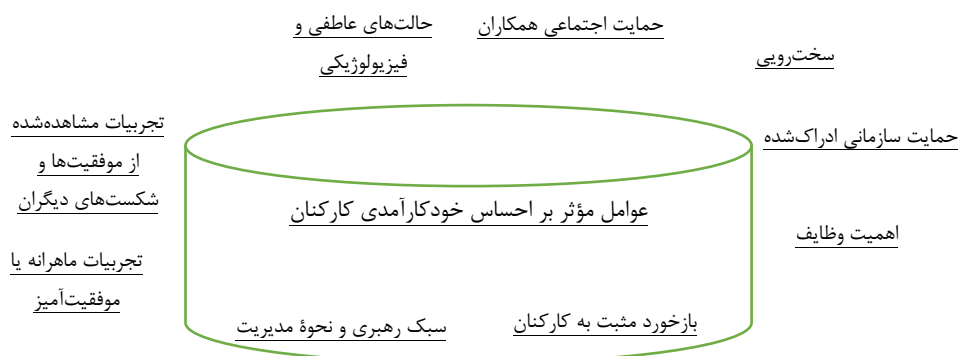 حمایت اجتماعی همکاران
حالت‌های عاطفی و
فیزیولوژیکی
سخت‌رویی
تجربیات مشاهده‌شده
از موفقیت‌ها و
شکست‌های دیگران
حمایت سازمانی ادراک‌شده
عوامل مؤثر بر احساس خودکارآمدی کارکنان
اهمیت وظایف
تجربیات ماهرانه یا
موفقیت‌آمیز
بازخورد مثبت به کارکنان
سبک رهبری و نحوۀ مدیریت